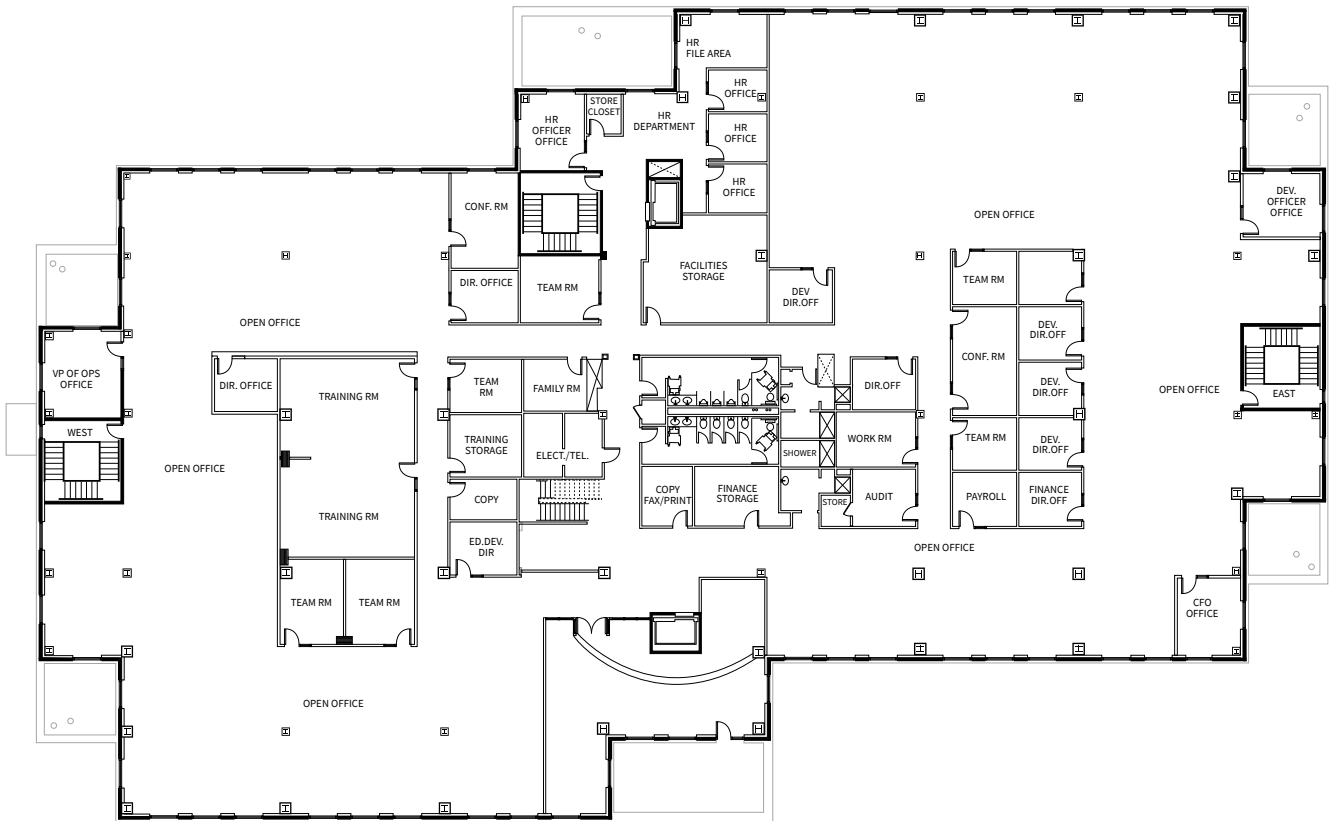 HR
FILE AREA
HR
OFFICE
STORE
CLOSET
HR
OFFICER
OFFICE
HR
DEPARTMENT
HR
OFFICE
HR
OFFICE
CONF. RM
DEV.
OFFICER
OFFICE
OPEN OFFICE
FACILITIES
STORAGE
DIR. OFFICE
TEAM RM
DEV
DIR.OFF
TEAM RM
OPEN OFFICE
DEV.
DIR.OFF
CONF. RM
VP OF OPS
OFFICE
DIR. OFFICE
TRAINING RM
TEAM
RM
FAMILY RM
DIR.OFF
DEV.
DIR.OFF
OPEN OFFICE
EAST
WEST
TRAINING
STORAGE
ELECT./TEL.
SHOWER
WORK RM
TEAM RM
DEV.
DIR.OFF
OPEN OFFICE
COPY
COPY
FAX/PRINT
FINANCE
STORAGE
STORE
AUDIT
PAYROLL
FINANCE
DIR.OFF
TRAINING RM
ED.DEV.
DIR
OPEN OFFICE
TEAM RM
TEAM RM
CFO
OFFICE
OPEN OFFICE